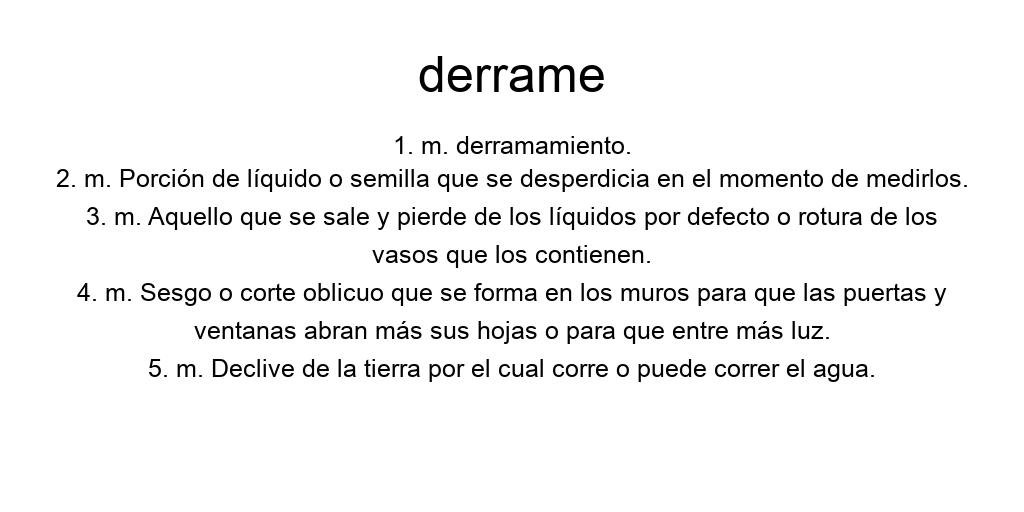 derrame
1. m. derramamiento.
2. m. Porción de líquido o semilla que se desperdicia en el momento de medirlos.
3. m. Aquello que se sale y pierde de los líquidos por defecto o rotura de los
vasos que los contienen.
4. m. Sesgo o corte oblicuo que se forma en los muros para que las puertas y
ventanas abran más sus hojas o para que entre más luz.
5. m. Declive de la tierra por el cual corre o puede correr el agua.